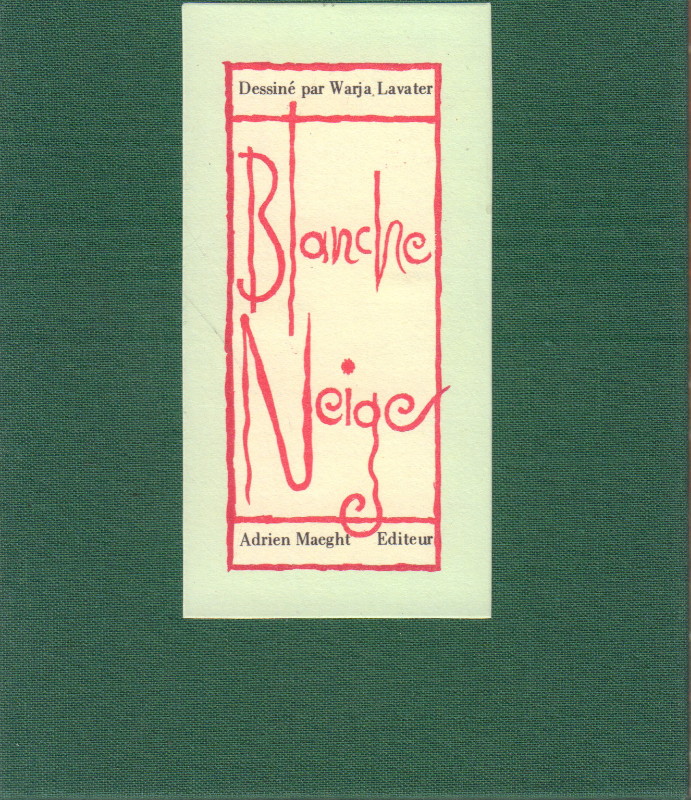 Dessiné par Warja Lavater
Blanche
Neige
Adrien Maeght Editeur